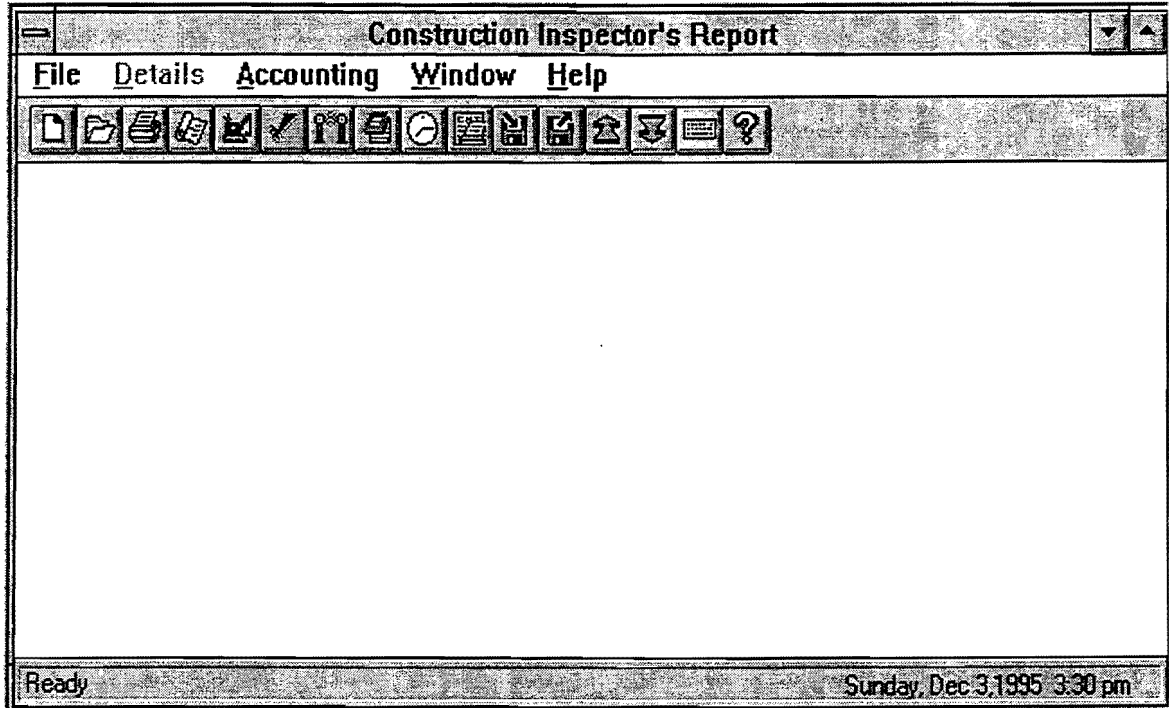 Construction Inspector's Report
File Details Accounting Window Help
Ready Sunday, Dec 3,1995 3:30 pm